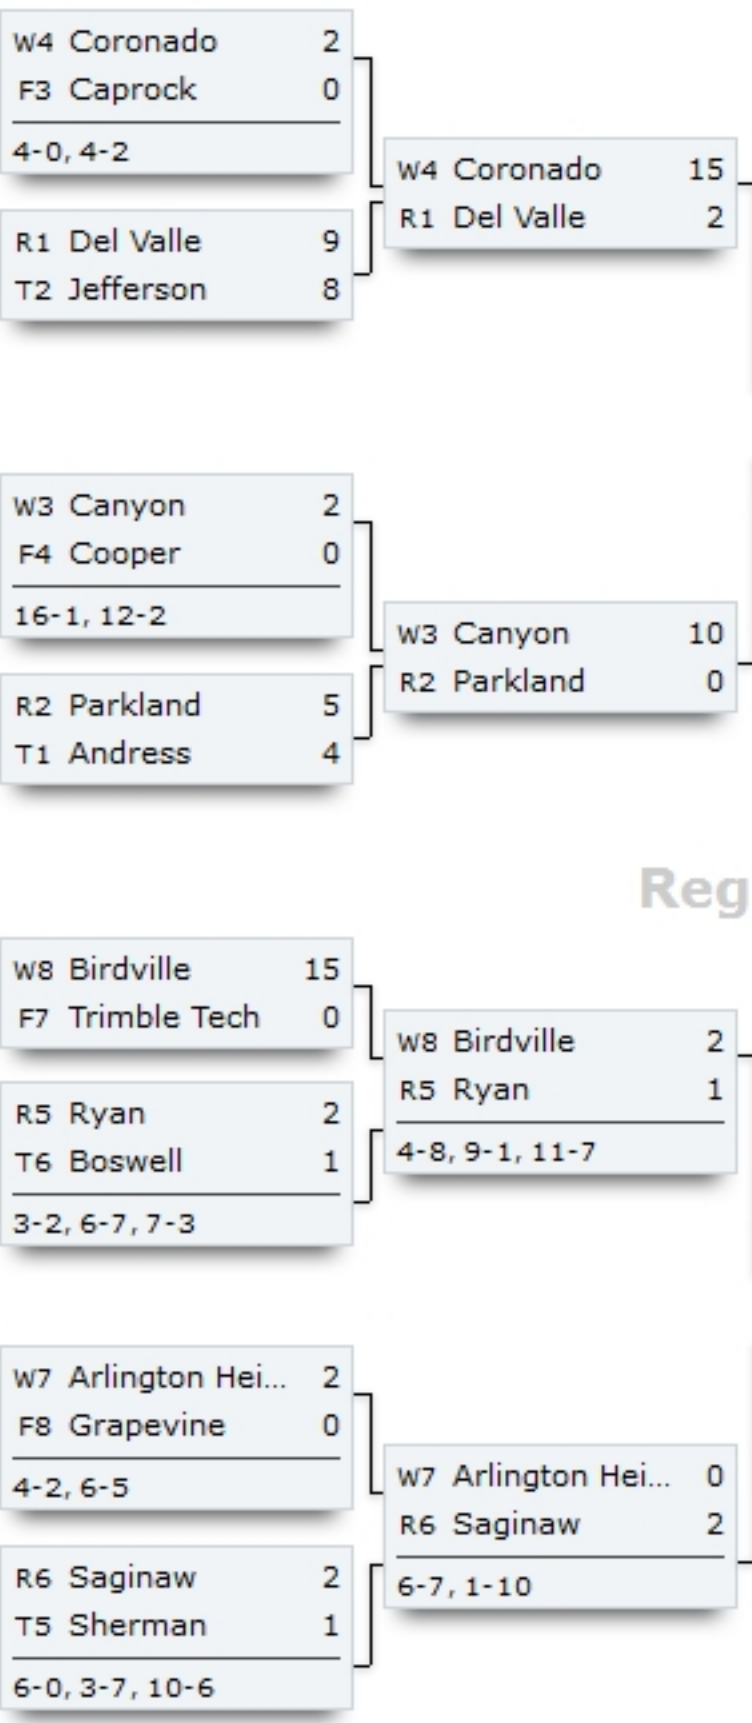 W4 Coronado 2
F3 Caprock 0
4-0, 4-2
W4 Coronado 15
R1 Del Valle 2
R1 Del Valle 9
T2 Jefferson 8
W3 Canyon 2
F4 Cooper 0
16-1, 12-2
W3 Canyon 10
R2 Parkland 0
R2 Parkland 5
T1 Andress 4
Reg
W8 Birdville 15
F7 Trimble Tech 0
W8 Birdville 2
R5 Ryan 1
4-8, 9-1, 11-7
R5 Ryan 2
T6 Boswell 1
3-2, 6-7, 7-3
W7 Arlington Hei... 2
F8 Grapevine 0
4-2, 6-5
W7 Arlington Hei... 0
R6 Saginaw 2
6-7, 1-10
R6 Saginaw 2
T5 Sherman 1
6-0, 3-7, 10-6